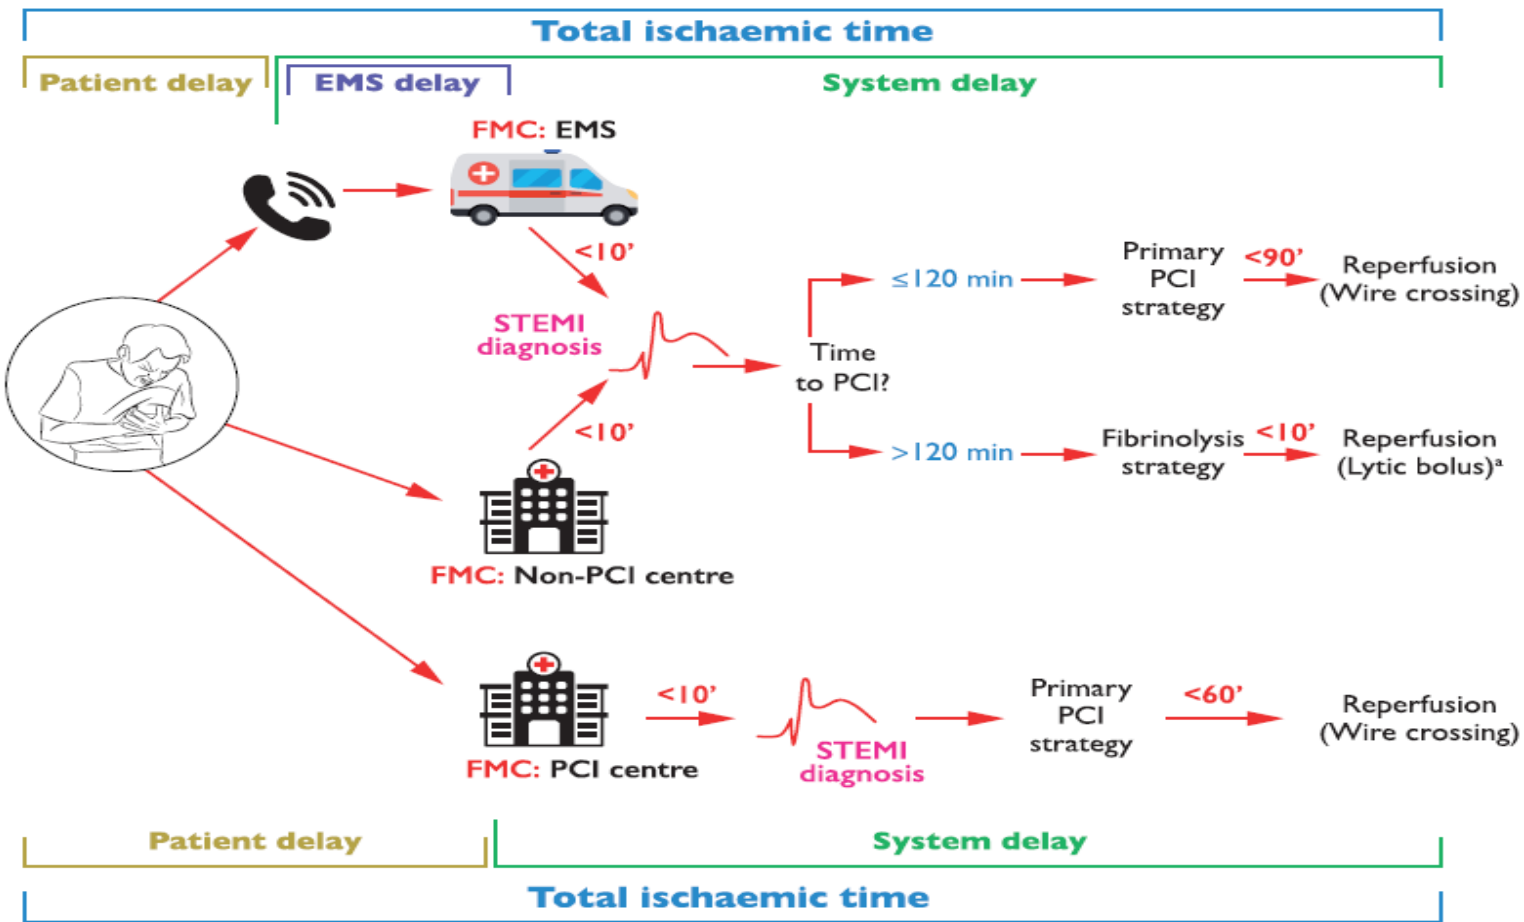 Total ischaemic time
Patient delay
EMS delay
System delay
FMC: EMS
<10’
STEMI
diagnosis
<10’
Time
to PCI?
≤120 min
Primary
PCI
strategy
<90’
Reperfusion
(Wire crossing)
>120 min
Fibrinolysis
strategy
<10’
Reperfusion
(Lytic bolus)ᵃ
FMC: Non-PCI centre
FMC: PCI centre
<10’
STEMI
diagnosis
Primary
PCI
strategy
<60’
Reperfusion
(Wire crossing)
Patient delay
System delay
Total ischaemic time